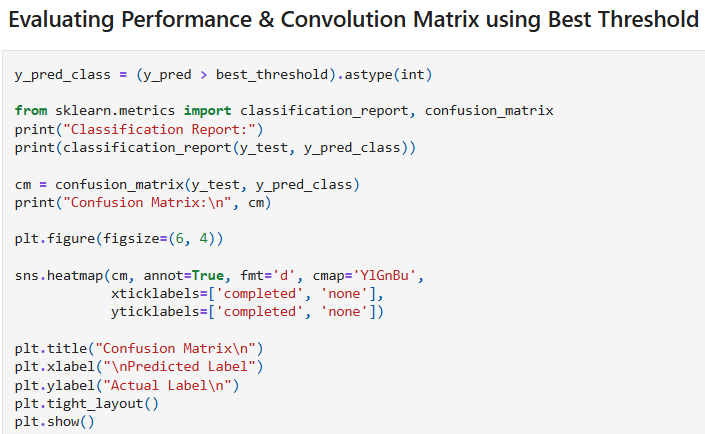 Evaluating Performance & Convolution Matrix using Best Threshold
y_pred_class = (y_pred > best_threshold).astype(int)
from sklearn.metrics import classification_report, confusion_matrix
print("Classification Report:")
print(classification_report(y_test, y_pred_class))
cm = confusion_matrix(y_test, y_pred_class)
print("Confusion Matrix:\n", cm)
plt.figure(figsize=(6, 4))
sns.heatmap(cm, annot=True, fmt='d', cmap='YlGnBu',
            xticklabels=['completed', 'none'],
            yticklabels=['completed', 'none'])
plt.title("Confusion Matrix\n")
plt.xlabel("\nPredicted Label")
plt.ylabel("Actual Label\n")
plt.tight_layout()
plt.show()